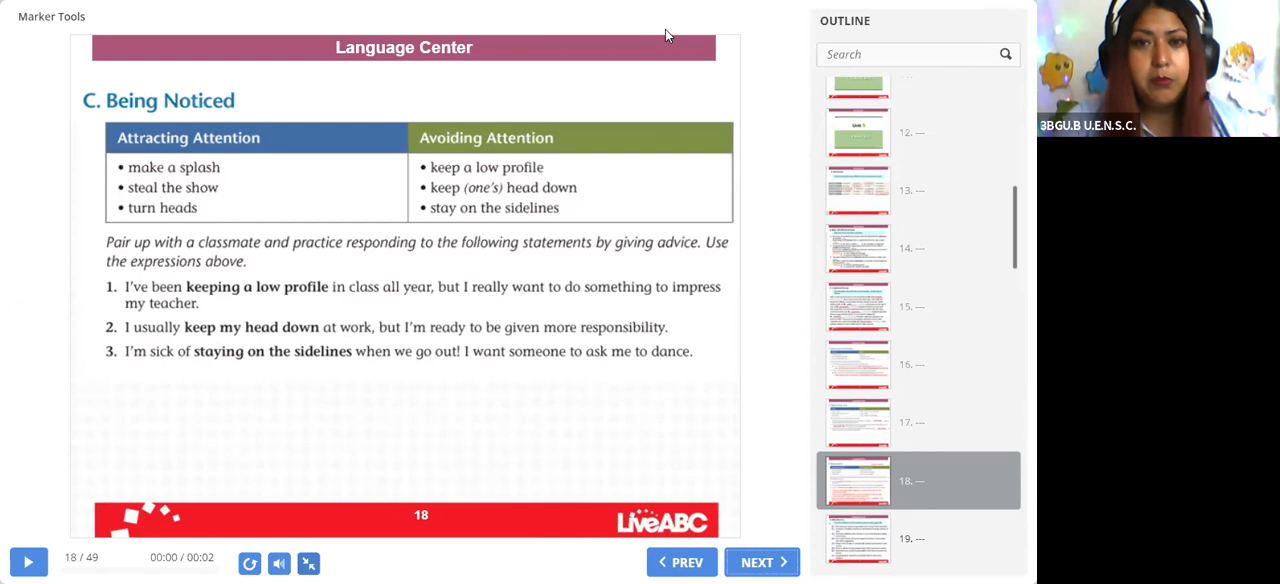 Marker Tools
Language Center
C. Being Noticed
Attracting Attention
Avoiding Attention
• make a splash
• keep a low profile
• steal the show
• keep (one's) head down
• turn heads
• stay on the sidelines
Pair up with a classmate and practice responding to the following statements by giving advice. Use
the expressions above.
1. I've been keeping a low profile in class all year, but I really want to do something to impress
my teacher.
2. I've been keeping my head down at work, but I'm ready to be given more responsibility.
3. I'm sick of staying on the sidelines when we go out! I want someone to ask me to dance.
18
LiveABC
18 / 49
00:02
PREV
NEXT
OUTLINE
Search
12. —
13. —
14. —
15. —
16. —
17. —
18. —
19. —
3BGU.B U.E.N.S.C.